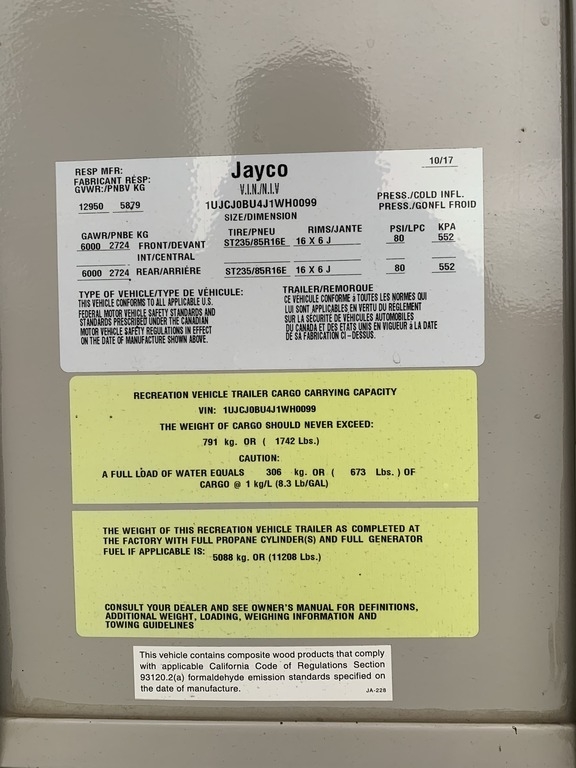 Jayco
10/17
RESP MFR:
FABRICANT RESP:
GVWR:/PNBV KG
V.I.N./N.I.V
12950 5879
1UJCJ0BU4J1WH0099
PRESS./COLD INFL.
PRESS./GONFL FROID
SIZE/DIMENSION
GAWR/PNBE KG TIRE/PNEU RIMS/JANTE PSI/LPC KPA
6000 2724 FRONT/DEVANT ST235/85R16E 16 X 6 J 80 552
INT/CENTRAL
6000 2724 REAR/ARRIÈRE ST235/85R16E 16 X 6 J 80 552
TYPE OF VEHICLE/TYPE DE VÉHICULE:
THIS VEHICLE CONFORMS TO ALL APPLICABLE U.S.
FEDERAL MOTOR VEHICLE SAFETY STANDARDS AND
STANDARDS PRESCRIBED UNDER THE CANADIAN
MOTOR VEHICLE SAFETY REGULATIONS IN EFFECT
ON THE DATE OF MANUFACTURE SHOWN ABOVE.
TRAILER/REMORQUE
CE VÉHICULE CONFORME à TOUTES LES NORMES QUI
LUI SONT APPLICABLES EN VERTU DU REGLEMENT
SUR LA SECURITE DE VEHICULES AUTOMOBILES
DU CANADA ET DES ETATS UNIS EN VIGUEUR à LA DATE
DE SA FABRICATION CI-DESSUS.
RECREATION VEHICLE TRAILER CARGO CARRYING CAPACITY
VIN: 1UJCJ0BU4J1WH0099
THE WEIGHT OF CARGO SHOULD NEVER EXCEED:
791 kg. OR ( 1742 Lbs.)
CAUTION:
A FULL LOAD OF WATER EQUALS 306 kg. OR ( 673 Lbs. ) OF
CARGO @ 1 kg/L (8.3 Lb/GAL)
THE WEIGHT OF THIS RECREATION VEHICLE TRAILER AS COMPLETED AT
THE FACTORY WITH FULL PROPANE CYLINDER(S) AND FULL GENERATOR
FUEL IF APPLICABLE IS: 5088 kg. OR (11208 Lbs.)
CONSULT YOUR DEALER AND SEE OWNER'S MANUAL FOR DEFINITIONS,
ADDITIONAL WEIGHT, LOADING, WEIGHING INFORMATION AND
TOWING GUIDELINES
This vehicle contains composite wood products that comply
with applicable California Code of Regulations Section
93120.2(a) formaldehyde emission standards specified on
the date of manufacture.
JA-228